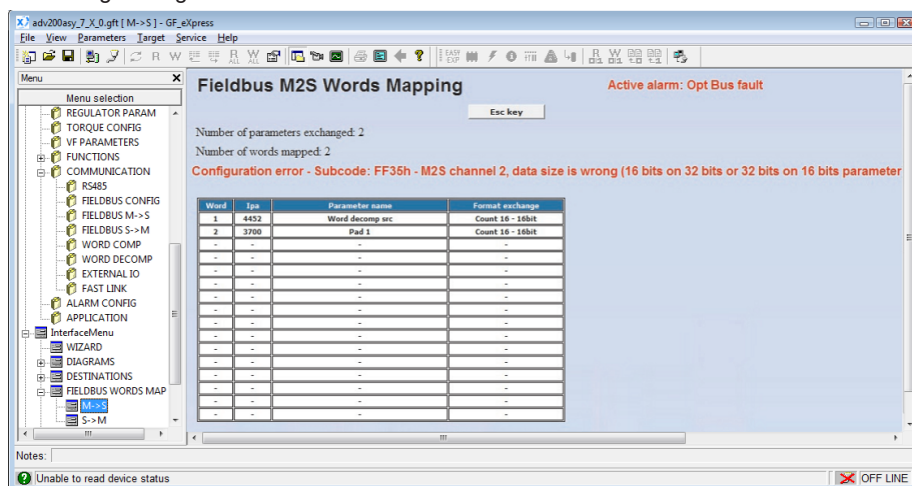 adv200asy_7_X_0.gft [ M->S ] - GF_eXpress
File View Parameters Target Service Help
R W R ALL W ALL
Menu X
Menu selection
REGULATOR PARAM
TORQUE CONFIG
VF PARAMETERS
FUNCTIONS
COMMUNICATION
RS485
FIELDBUS CONFIG
FIELDBUS M->S
FIELDBUS S->M
WORD COMP
WORD DECOMP
EXTERNAL IO
FAST LINK
ALARM CONFIG
APPLICATION
InterfaceMenu
WIZARD
DIAGRAMS
DESTINATIONS
FIELDBUS WORDS MAP
M->S
S->M
Fieldbus M2S Words Mapping
Active alarm: Opt Bus fault
Esc key
Number of parameters exchanged: 2
Number of words mapped: 2
Configuration error - Subcode: FF35h - M2S channel 2, data size is wrong (16 bits on 32 bits or 32 bits on 16 bits parameter
Word Ipa Parameter name Format exchange
1 4452 Word decomp src Count 16 - 16bit
2 3700 Pad 1 Count 16 - 16bit
- - - -
- - - -
- - - -
- - - -
- - - -
- - - -
- - - -
- - - -
- - - -
- - - -
- - - -
- - - -
- - - -
- - - -
Notes:
Unable to read device status
OFF LINE